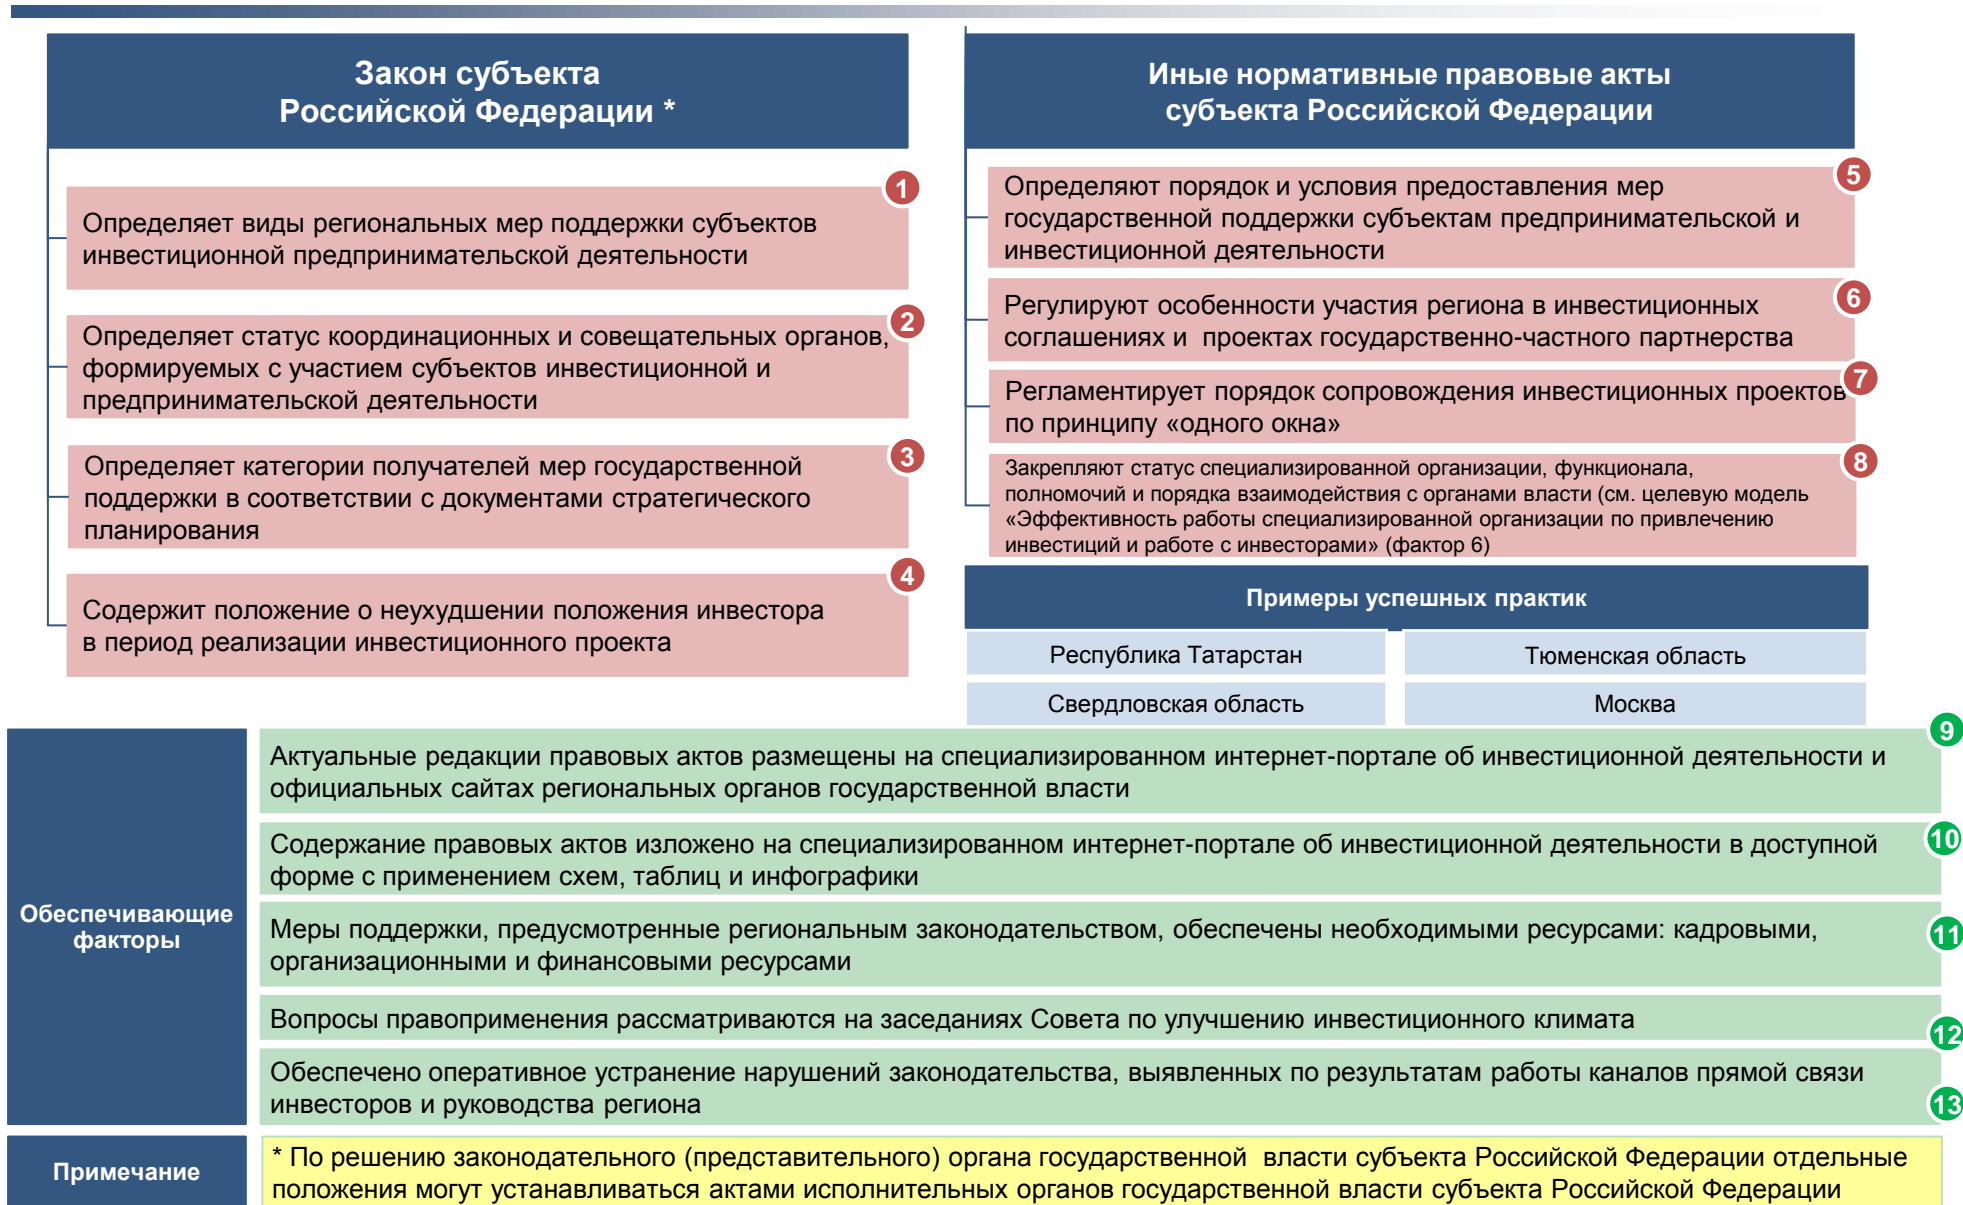 Закон субъекта
Российской Федерации *
1
Определяет виды региональных мер поддержки субъектов
инвестиционной предпринимательской деятельности
2
Определяет статус координационных и совещательных органов,
формируемых с участием субъектов инвестиционной и
предпринимательской деятельности
3
Определяет категории получателей мер государственной
поддержки в соответствии с документами стратегического
планирования
4
Содержит положение о неухудшении положения инвестора
в период реализации инвестиционного проекта
Иные нормативные правовые акты
субъекта Российской Федерации
5
Определяют порядок и условия предоставления мер
государственной поддержки субъектам предпринимательской и
инвестиционной деятельности
6
Регулируют особенности участия региона в инвестиционных
соглашениях и  проектах государственно-частного партнерства
7
Регламентирует порядок сопровождения инвестиционных проектов
по принципу «одного окна»
8
Закрепляют статус специализированной организации, функционала,
полномочий и порядка взаимодействия с органами власти (см. целевую модель
«Эффективность работы специализированной организации по привлечению
инвестиций и работе с инвесторами» (фактор 6)
Примеры успешных практик
Республика Татарстан
Тюменская область
Свердловская область
Москва
Обеспечивающие
факторы
9
Актуальные редакции правовых актов размещены на специализированном интернет-портале об инвестиционной деятельности и
официальных сайтах региональных органов государственной власти
10
Содержание правовых актов изложено на специализированном интернет-портале об инвестиционной деятельности в доступной
форме с применением схем, таблиц и инфографики
11
Меры поддержки, предусмотренные региональным законодательством, обеспечены необходимыми ресурсами: кадровыми,
организационными и финансовыми ресурсами
12
Вопросы правоприменения рассматриваются на заседаниях Совета по улучшению инвестиционного климата
13
Обеспечено оперативное устранение нарушений законодательства, выявленных по результатам работы каналов прямой связи
инвесторов и руководства региона
Примечание
* По решению законодательного (представительного) органа государственной  власти субъекта Российской Федерации отдельные
положения могут устанавливаться актами исполнительных органов государственной власти субъекта Российской Федерации